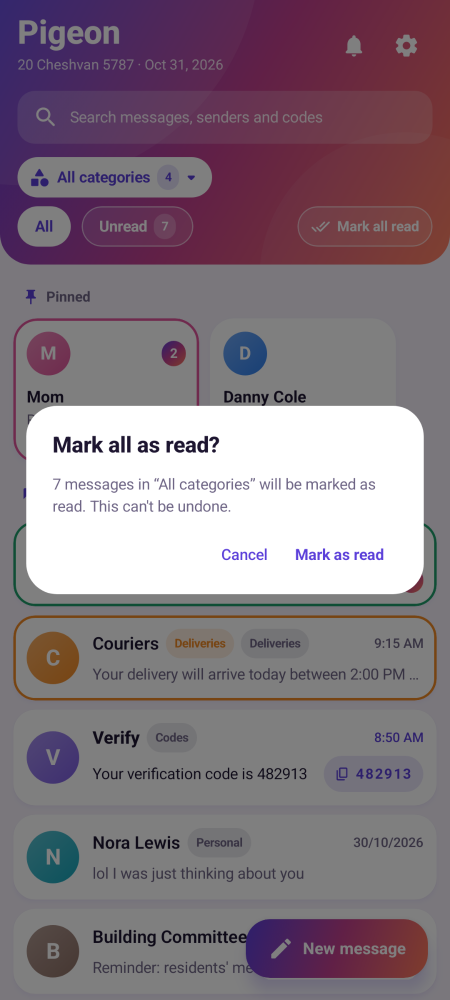 Pigeon
20 Cheshvan 5787 · Oct 31, 2026
Search messages, senders and codes
All categories 4
All Unread 7 Mark all read
Pinned
M 2 D
Mom Danny Cole
Mark all as read?
7 messages in “All categories” will be marked as
read. This can't be undone.
Cancel Mark as read
C Couriers Deliveries Deliveries 9:15 AM
Your delivery will arrive today between 2:00 PM ...
V Verify Codes 8:50 AM
Your verification code is 482913 482913
N Nora Lewis Personal 30/10/2026
lol I was just thinking about you
B Building Committee
Reminder: residents' me
New message